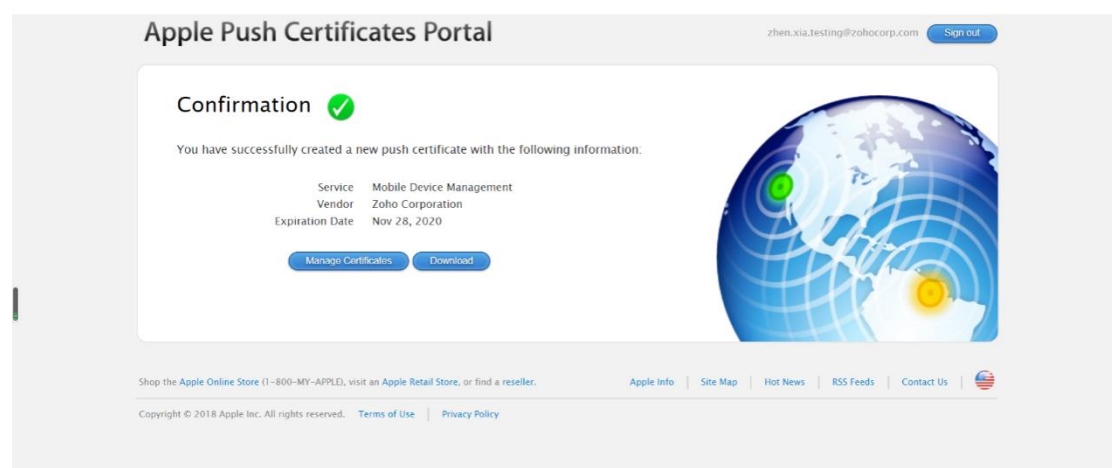 Apple Push Certificates Portal
zhen.xia.testing@zohocorp.com Sign out
Confirmation
You have successfully created a new push certificate with the following information:
Service Mobile Device Management
Vendor Zoho Corporation
Expiration Date Nov 28, 2020
Manage Certificates Download
Shop the Apple Online Store (1-800-MY-APPLE), visit an Apple Retail Store, or find a reseller. Apple Info | Site Map | Hot News | RSS Feeds | Contact Us |
Copyright © 2018 Apple Inc. All rights reserved. Terms of Use | Privacy Policy